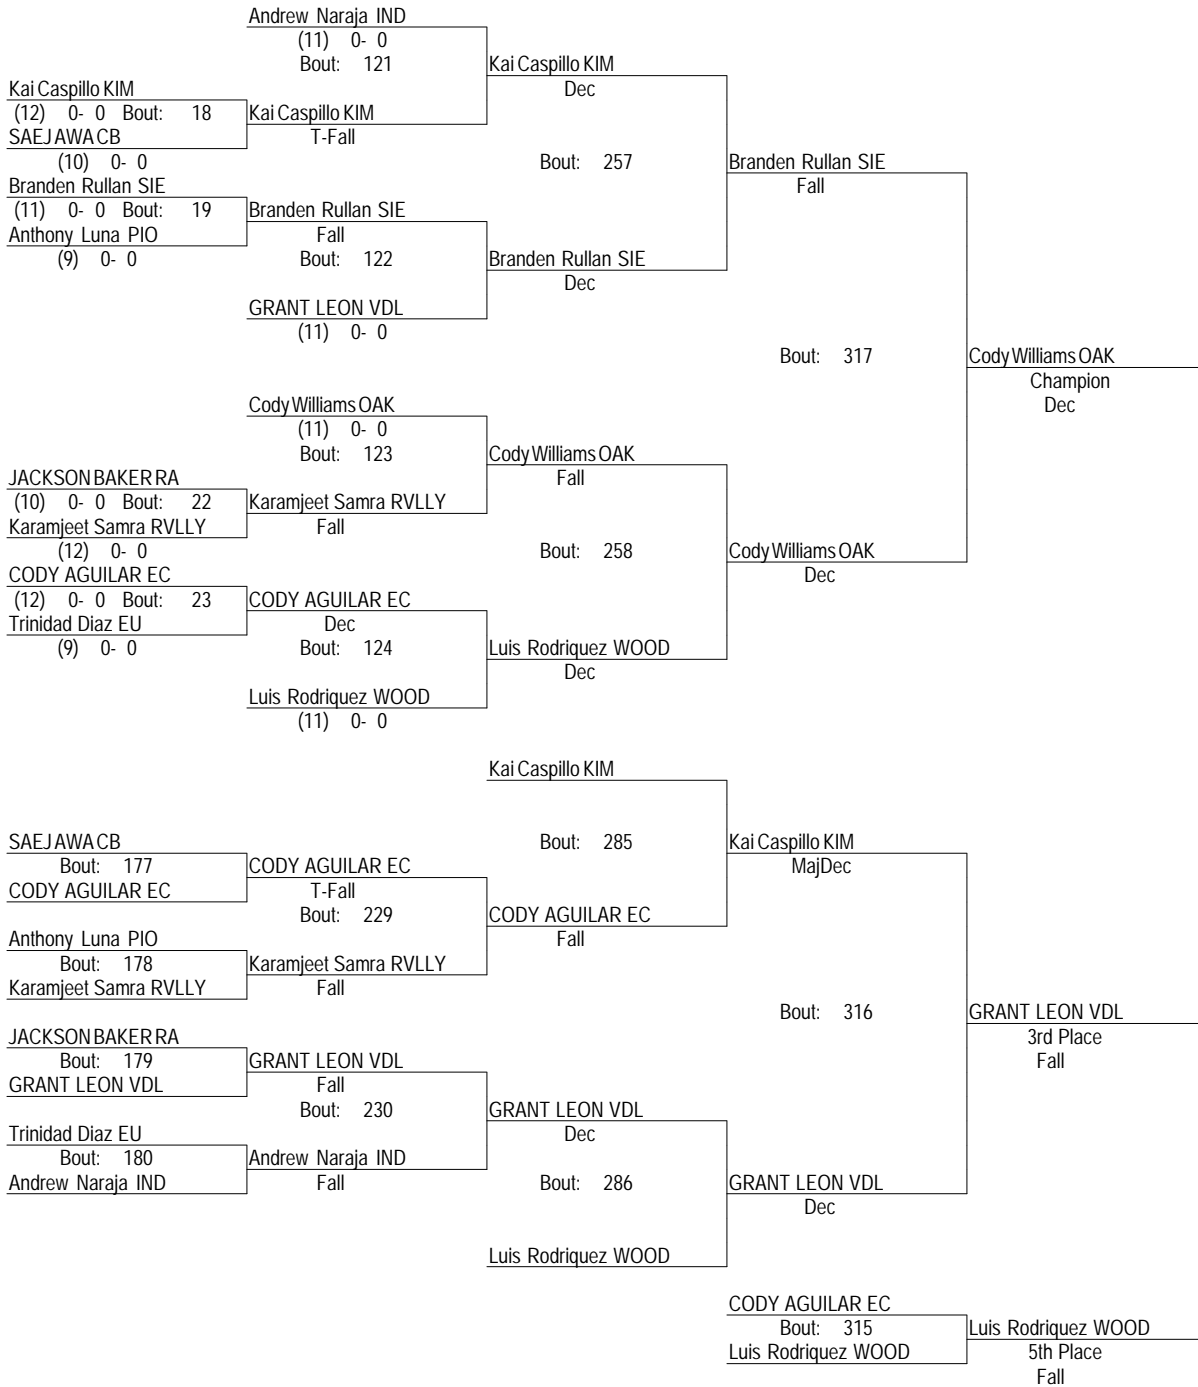 Andrew Naraja IND
(11) 0- 0
Bout: 121
Kai Caspillo KIM
Dec
Kai Caspillo KIM
(12) 0- 0 Bout: 18
Kai Caspillo KIM
SAEJAWA CB
T-Fall
(10) 0- 0
Bout: 257
Branden Rullan SIE
Branden Rullan SIE
Fall
(11) 0- 0 Bout: 19
Branden Rullan SIE
Anthony Luna PIO
Fall
(9) 0- 0
Bout: 122
Branden Rullan SIE
Dec
GRANT LEON VDL
(11) 0- 0
Bout: 317
Cody Williams OAK
Champion
Dec
Cody Williams OAK
(11) 0- 0
Bout: 123
Cody Williams OAK
Fall
JACKSON BAKER RA
(10) 0- 0 Bout: 22
Karamjeet Samra RVLLY
Karamjeet Samra RVLLY
Fall
(12) 0- 0
Bout: 258
Cody Williams OAK
Dec
CODY AGUILAR EC
(12) 0- 0 Bout: 23
CODY AGUILAR EC
Trinidad Diaz EU
Dec
(9) 0- 0
Bout: 124
Luis Rodriquez WOOD
Dec
Luis Rodriquez WOOD
(11) 0- 0
Kai Caspillo KIM
SAEJAWA CB
Bout: 285
Kai Caspillo KIM
Bout: 177
CODY AGUILAR EC
MajDec
CODY AGUILAR EC
T-Fall
Bout: 229
CODY AGUILAR EC
Anthony Luna PIO
Fall
Bout: 178
Karamjeet Samra RVLLY
Karamjeet Samra RVLLY
Fall
Bout: 316
GRANT LEON VDL
3rd Place
Fall
JACKSON BAKER RA
Bout: 179
GRANT LEON VDL
GRANT LEON VDL
Fall
Bout: 230
GRANT LEON VDL
Trinidad Diaz EU
Dec
Bout: 180
Andrew Naraja IND
Andrew Naraja IND
Fall
Bout: 286
GRANT LEON VDL
Dec
Luis Rodriquez WOOD
CODY AGUILAR EC
Bout: 315
Luis Rodriquez WOOD
Luis Rodriquez WOOD
5th Place
Fall